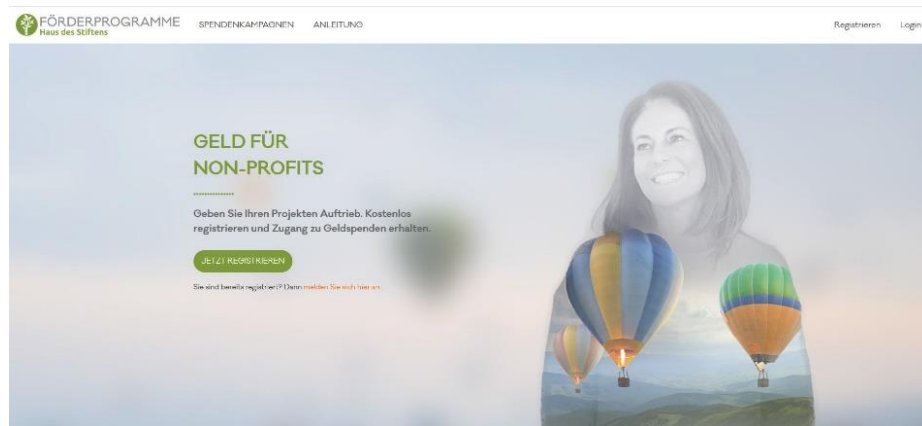 FÖRDERPROGRAMME
Haus des Stiftens
SPENDENKAMPAGNEN
ANLEITUNG
Registrieren
Login
GELD FÜR
NON-PROFITS
Geben Sie Ihren Projekten Auftrieb. Kostenlos
registrieren und Zugang zu Geldspenden erhalten.
JETZT REGISTRIEREN
Sie sind bereits registriert? Dann melden Sie sich hier an.